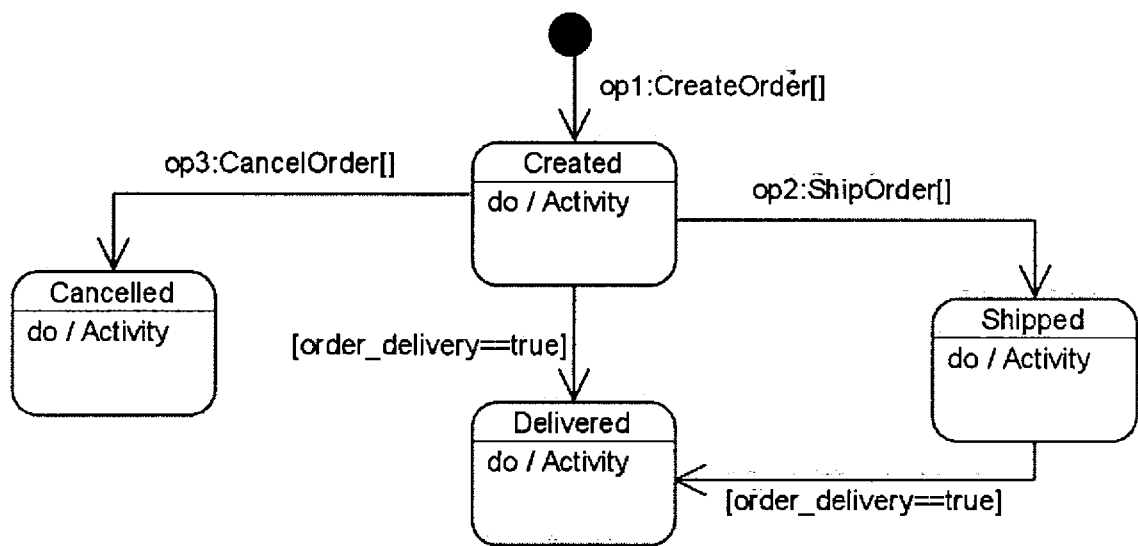 op1:CreateOrder[]
op3:CancelOrder[]
Created
do / Activity
op2:ShipOrder[]
Cancelled
do / Activity
Shipped
do / Activity
[order_delivery==true]
Delivered
do / Activity
[order_delivery==true]